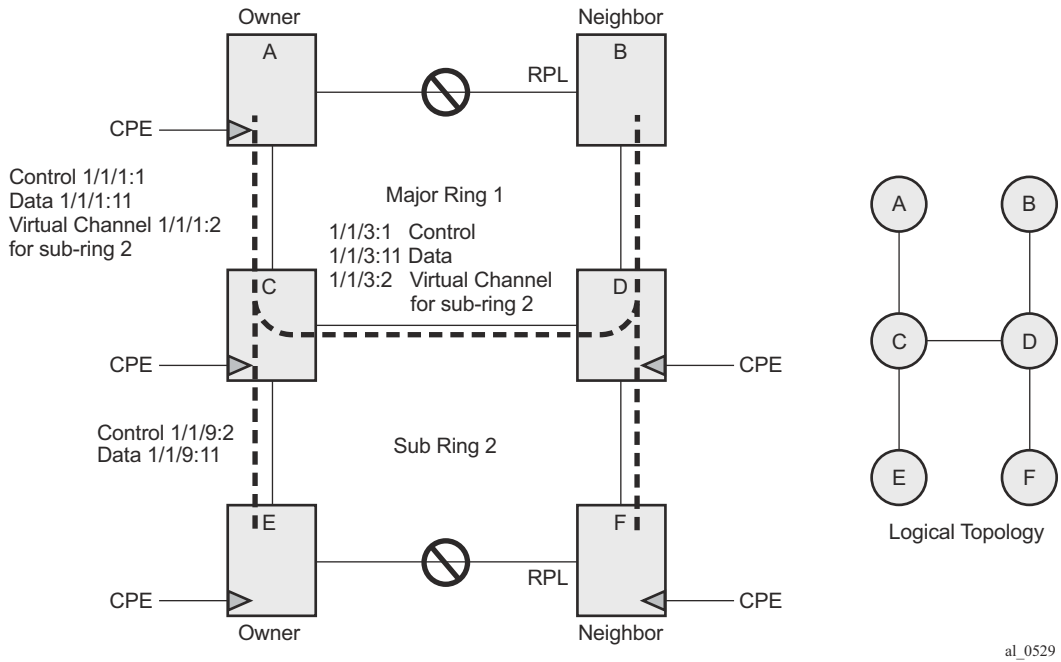 Owner
Neighbor
A
B
RPL
CPE
Control 1/1/1:1
Data 1/1/1:11
Virtual Channel 1/1/1:2
for sub-ring 2
Major Ring 1
1/1/3:1 Control
1/1/3:11 Data
1/1/3:2 Virtual Channel
for sub-ring 2
C
D
CPE
CPE
Control 1/1/9:2
Data 1/1/9:11
Sub Ring 2
E
F
RPL
CPE
CPE
Owner
Neighbor
A
B
C
D
E
F
Logical Topology
al_0529